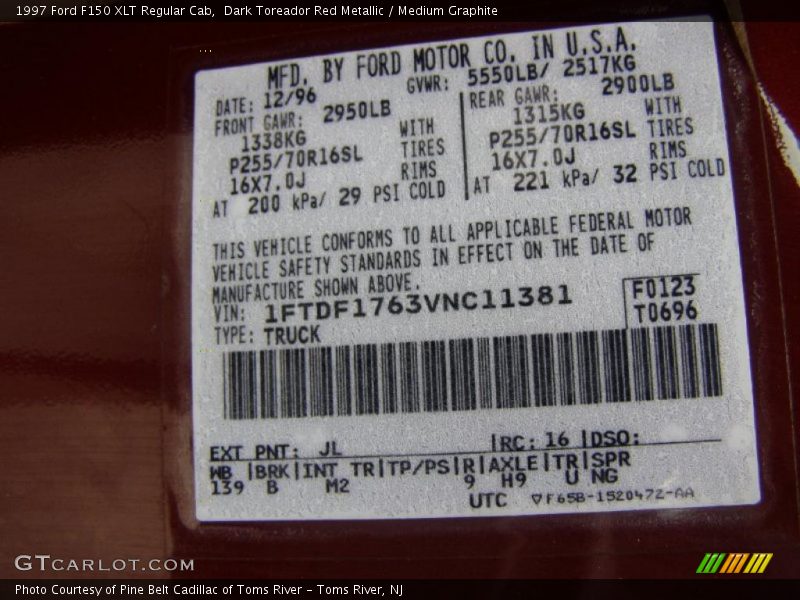 1997 Ford F150 XLT Regular Cab, Dark Toreador Red Metallic / Medium Graphite
MFD. BY FORD MOTOR CO. IN U.S.A.
DATE: 12/96 GVWR: 5550LB/ 2517KG
FRONT GAWR: 2950LB
1338KG WITH
P255/70R16SL TIRES
16X7.0J RIMS
AT 200 kPa/ 29 PSI COLD
REAR GAWR: 2900LB
1315KG WITH
P255/70R16SL TIRES
16X7.0J RIMS
AT 221 kPa/ 32 PSI COLD
THIS VEHICLE CONFORMS TO ALL APPLICABLE FEDERAL MOTOR
VEHICLE SAFETY STANDARDS IN EFFECT ON THE DATE OF
MANUFACTURE SHOWN ABOVE.
VIN: 1FTDF1763VNC11381
TYPE: TRUCK
F0123
T0696
EXT PNT: JL |RC: 16 |DSO:
WB |BRK|INT TR|TP/PS|R|AXLE|TR|SPR
139 B M2 9 H9 U NG
UTC ▽F65B-1520472-AA
GTCARLOT.COM
Photo Courtesy of Pine Belt Cadillac of Toms River – Toms River, NJ